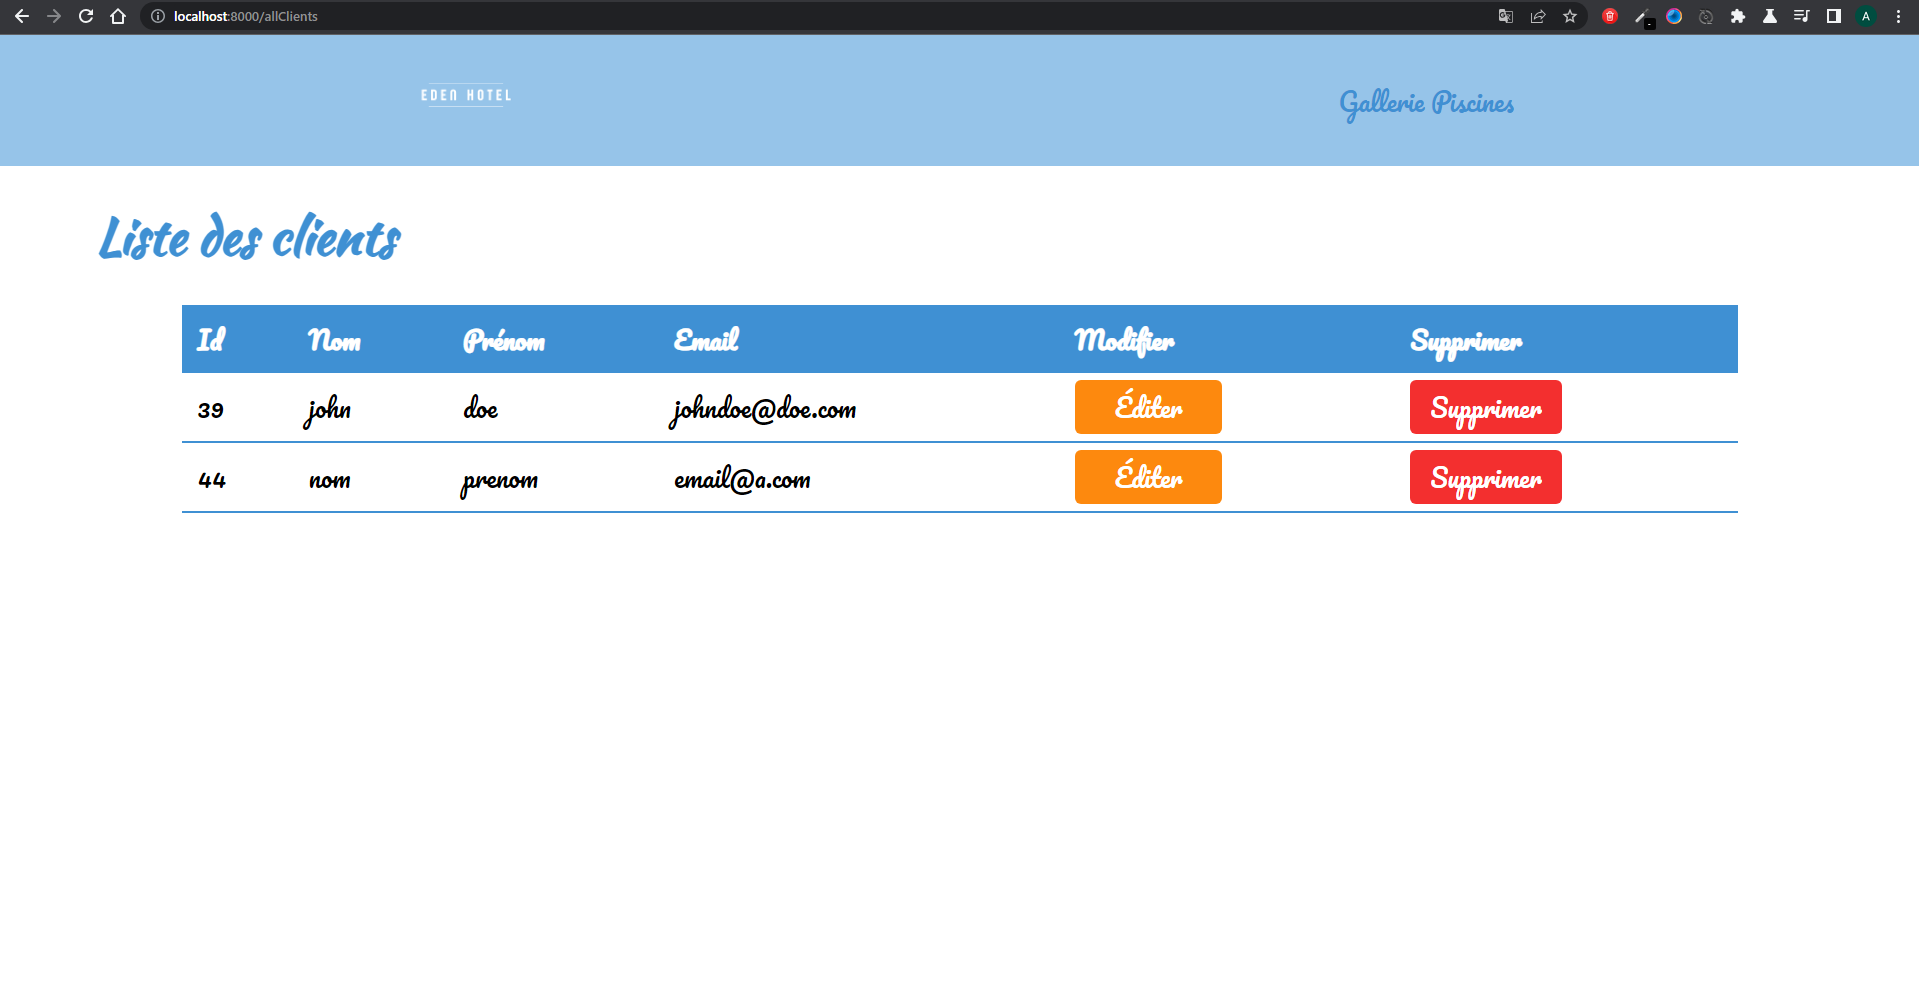 localhost:8000/allClients
A
EDEN HOTEL
Gallerie Piscines
Liste des clients
Id Nom Prénom Email Modifier Supprimer
39 john doe johndoe@doe.com Éditer Supprimer
44 nom prenom email@a.com Éditer Supprimer